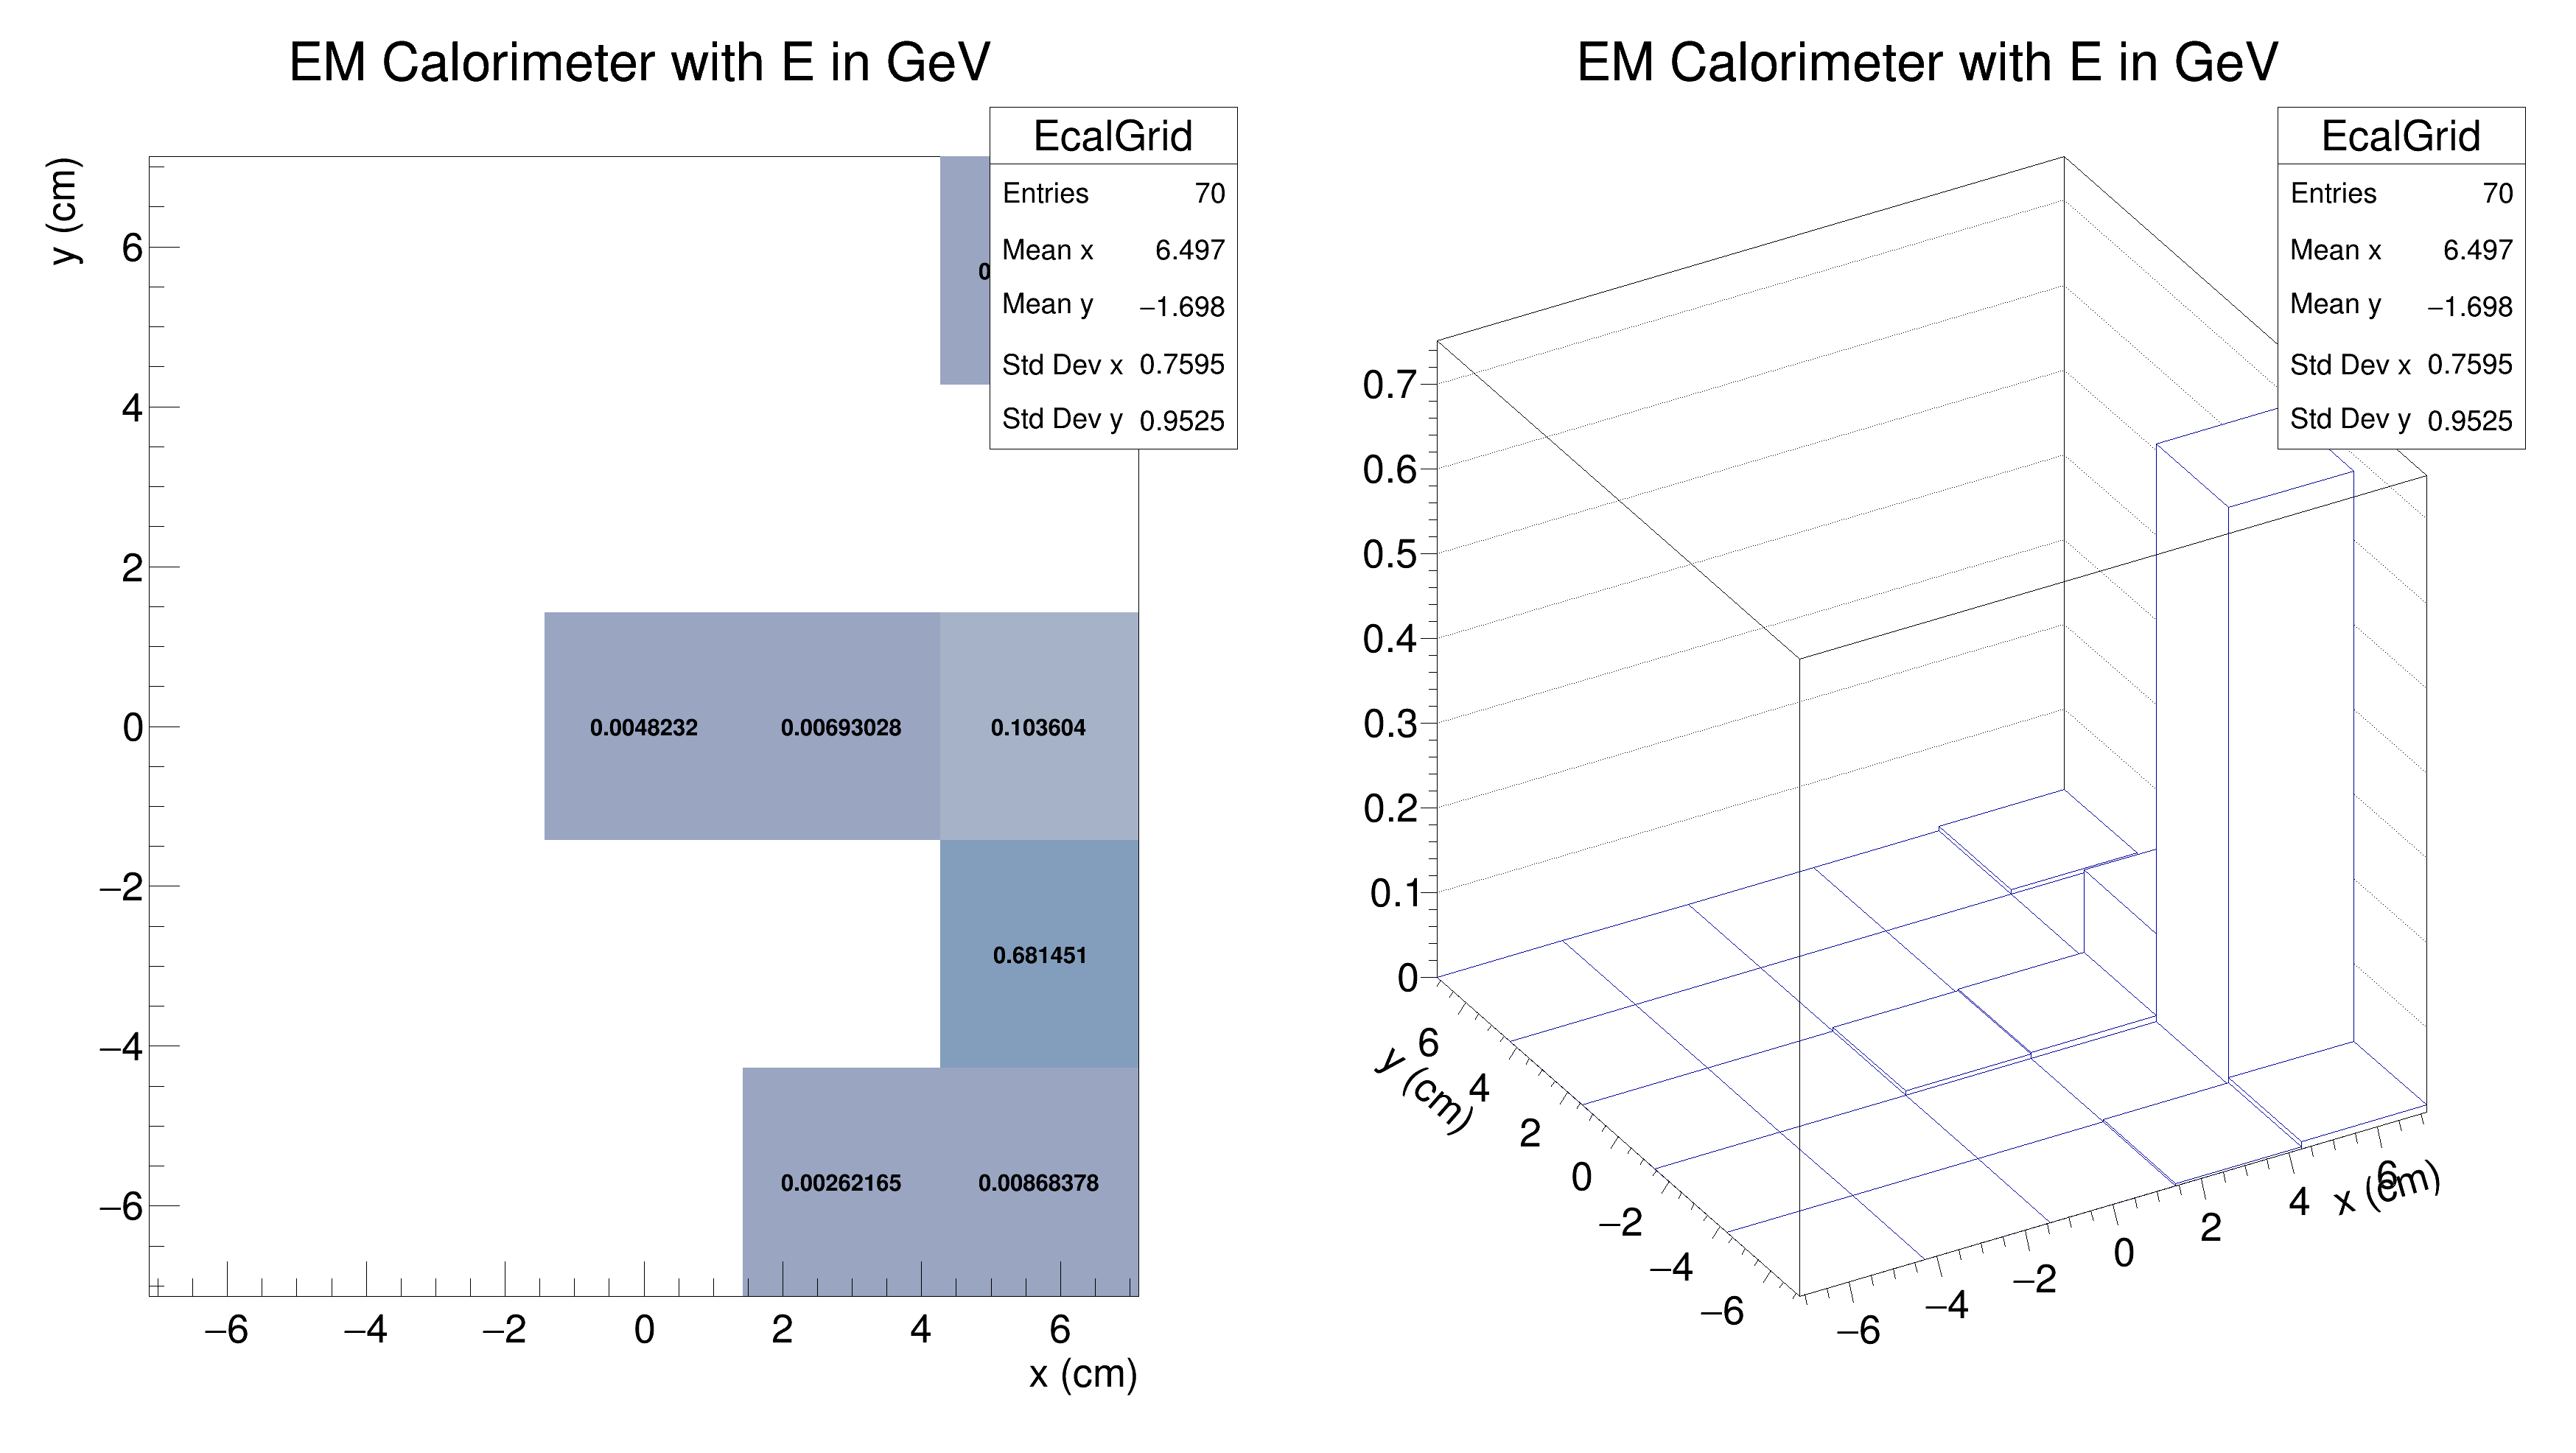 EM Calorimeter with E in GeV
EcalGrid
Entries 70
Mean x 6.497
Mean y −1.698
Std Dev x 0.7595
Std Dev y 0.9525
y (cm)
6
4
2
0
−2
−4
−6
0.0048232 0.00693028 0.103604
0.681451
0.00262165 0.00868378
−6 −4 −2 0 2 4 6
x (cm)
EM Calorimeter with E in GeV
EcalGrid
Entries 70
Mean x 6.497
Mean y −1.698
Std Dev x 0.7595
Std Dev y 0.9525
0.7
0.6
0.5
0.4
0.3
0.2
0.1
0
y (cm)
6
4
2
0
−2
−4
−6
−6
−4
−2
0
2
4
6
x (cm)